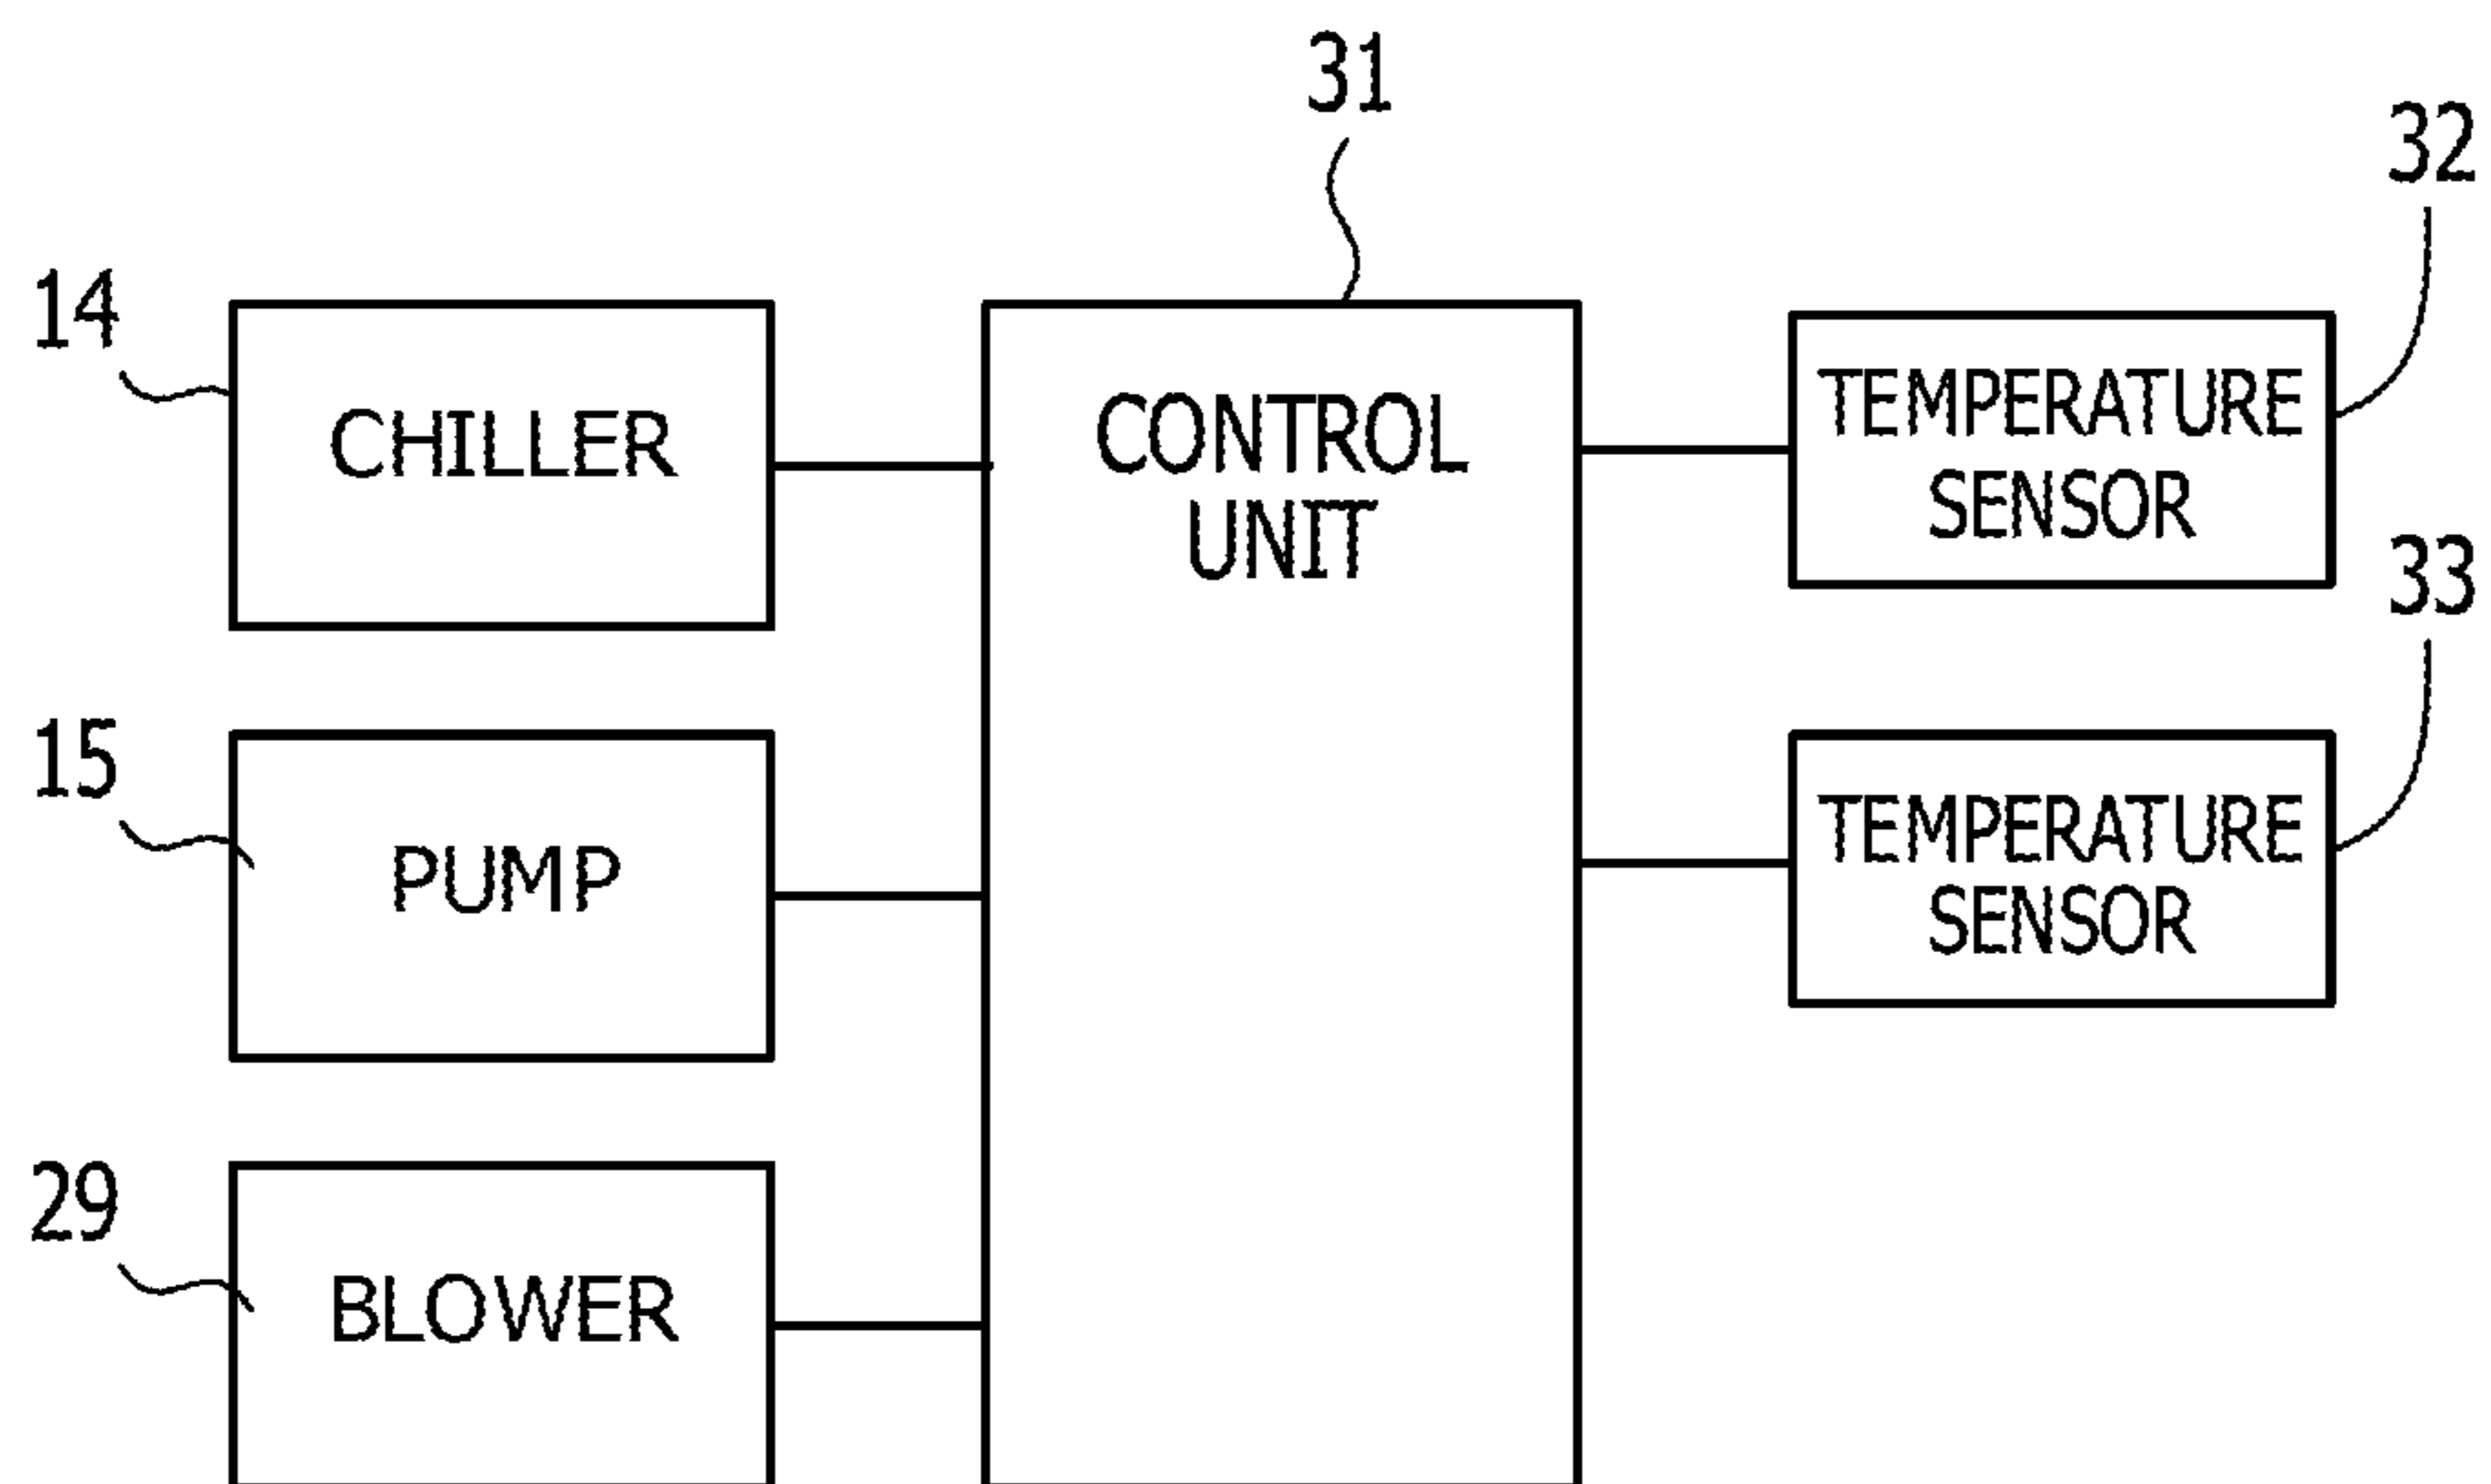 31
32
14
CHILLER
CONTROL
UNIT
TEMPERATURE
SENSOR
33
15
PUMP
TEMPERATURE
SENSOR
29
BLOWER